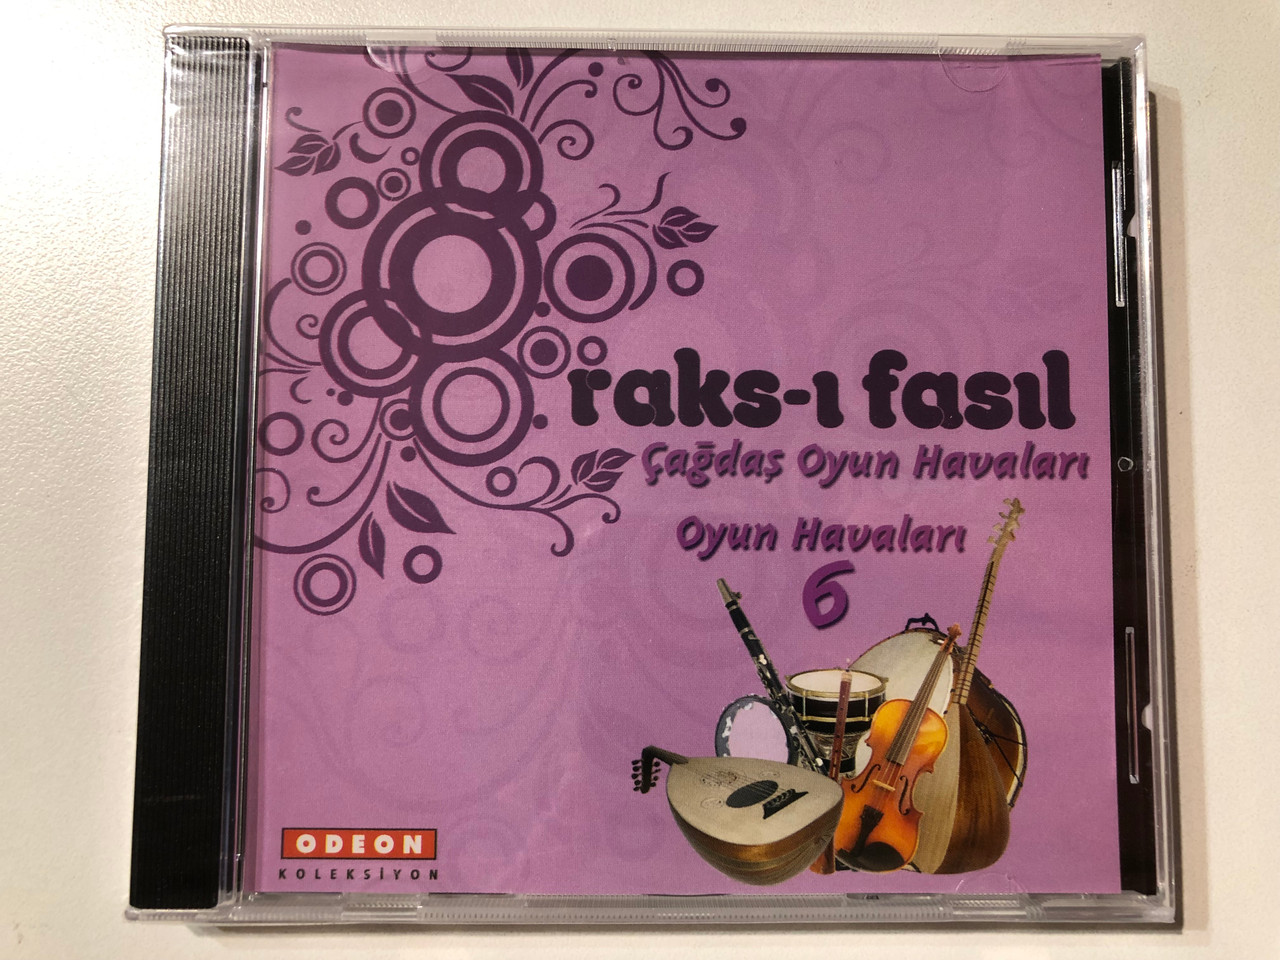 raks-ı fasıl
Çağdaş Oyun Havaları
Oyun Havaları
6
ODEON
KOLEKSİYON